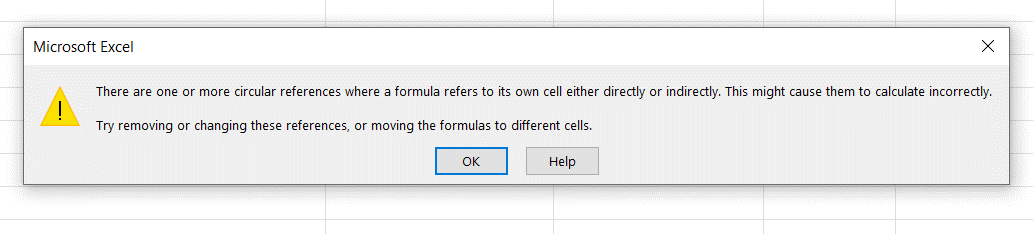 Microsoft Excel
There are one or more circular references where a formula refers to its own cell either directly or indirectly. This might cause them to calculate incorrectly.
Try removing or changing these references, or moving the formulas to different cells.
OK
Help